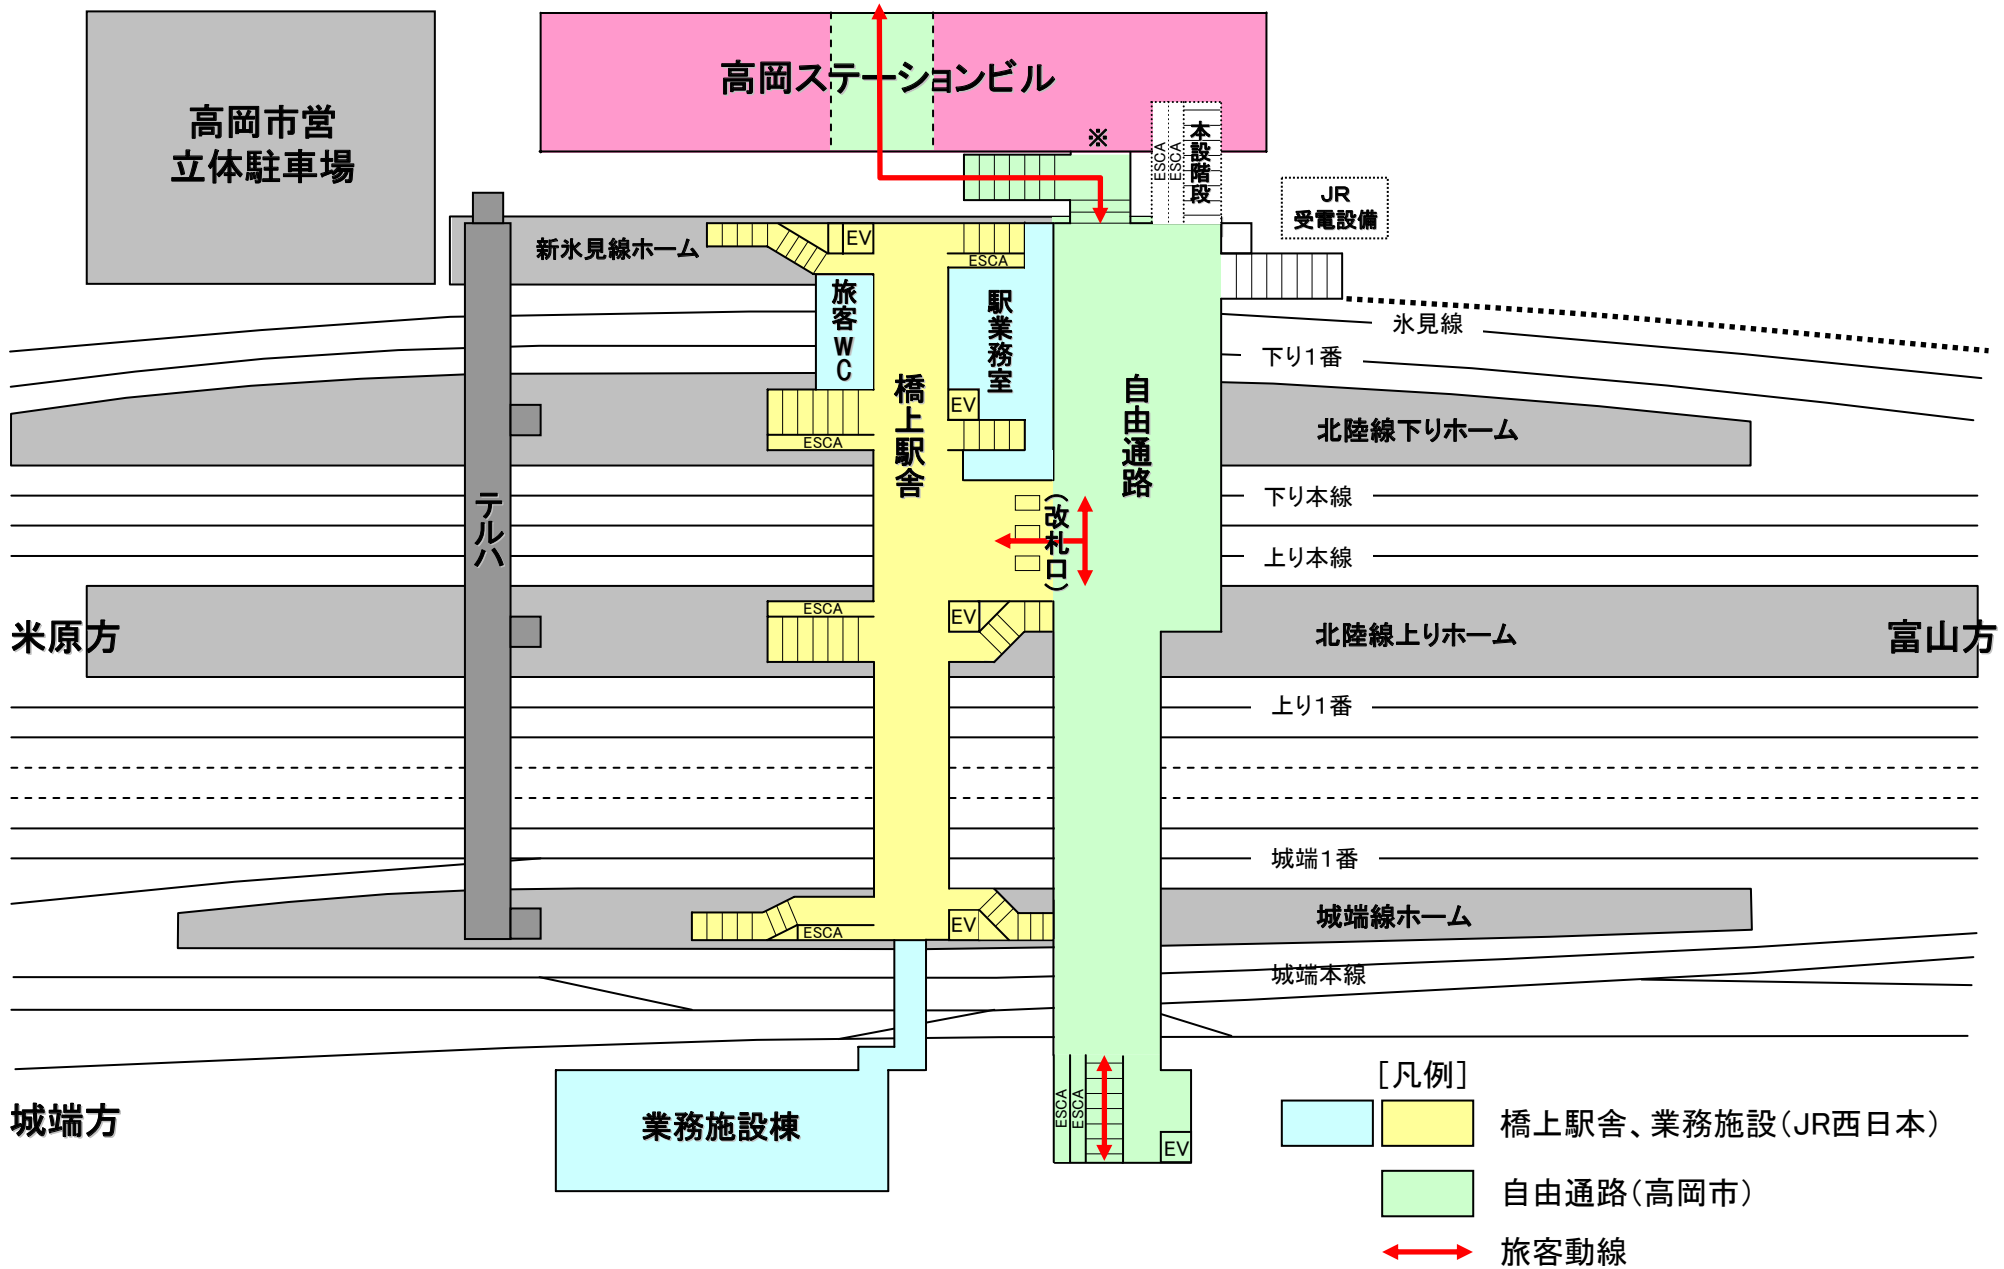 高岡ステーションビル
高岡市営
立体駐車場
※
ESCA
ESCA
本設階段
JR
受電設備
新氷見線ホーム
EV
ESCA
旅客WC
駅業務室
氷見線
下り1番
橋上駅舎
自由通路
EV
ESCA
北陸線下りホーム
テルハ
(改札口)
下り本線
上り本線
ESCA
EV
米原方
北陸線上りホーム
富山方
上り1番
城端1番
ESCA
EV
城端線ホーム
城端本線
ESCA
ESCA
EV
城端方
業務施設棟
[凡例]
橋上駅舎、業務施設(JR西日本)
自由通路(高岡市)
旅客動線